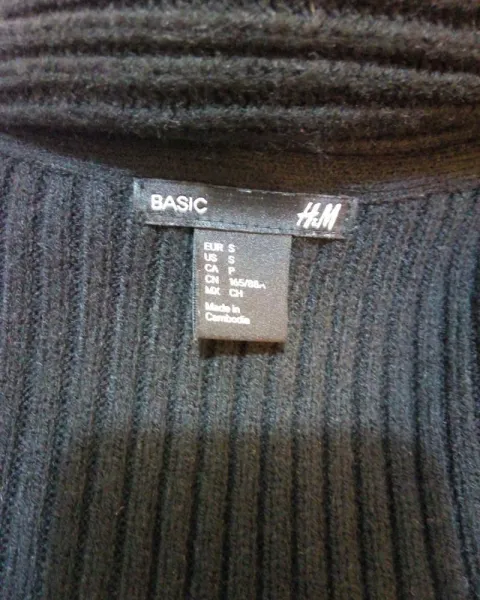 BASIC H&M
EUR S
US S
CA P
CN 165/88A
MX CH
Made in
Cambodia